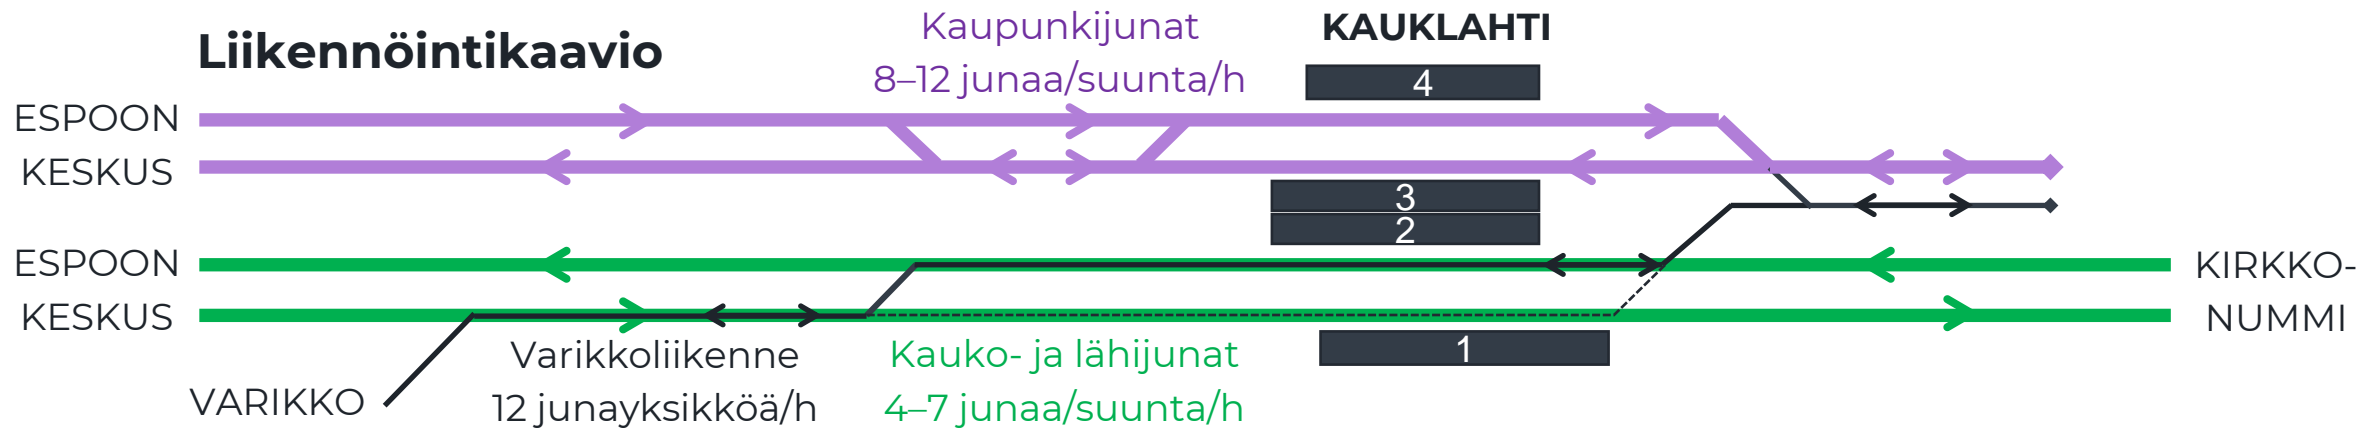 Liikennöintikaavio
Kaupunkijunat
8–12 junaa/suunta/h
KAUKLAHTI
4
ESPOON
KESKUS
3
2
ESPOON
KESKUS
KIRKKO-
NUMMI
1
VARIKKO
Varikkoliikenne
12 junayksikköä/h
Kauko- ja lähijunat
4–7 junaa/suunta/h